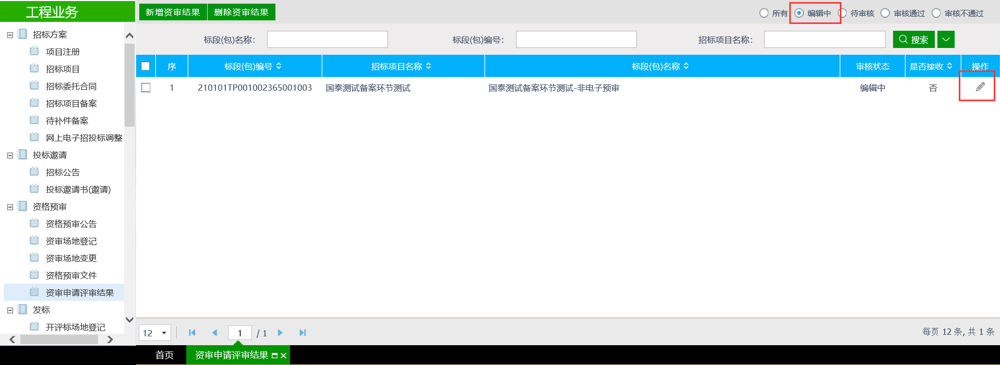 工程业务
招标方案
项目注册
招标项目
招标委托合同
招标项目备案
待补件备案
网上电子招投标调整
投标邀请
招标公告
投标邀请书(邀请)
资格预审
资格预审公告
资审场地登记
资审场地变更
资格预审文件
资审申请评审结果
发标
开评标场地登记
新增资审结果 删除资审结果
所有 编辑中 待审核 审核通过 审核不通过
标段(包)名称： 标段(包)编号： 招标项目名称： 搜索
序 标段(包)编号 招标项目名称 标段(包)名称 审核状态 是否接收 操作
1 210101TP001002365001003 国泰测试备案环节测试 国泰测试备案环节测试-非电子预审 编辑中 否
12 1 / 1 每页 12 条, 共 1 条
首页 资审申请评审结果